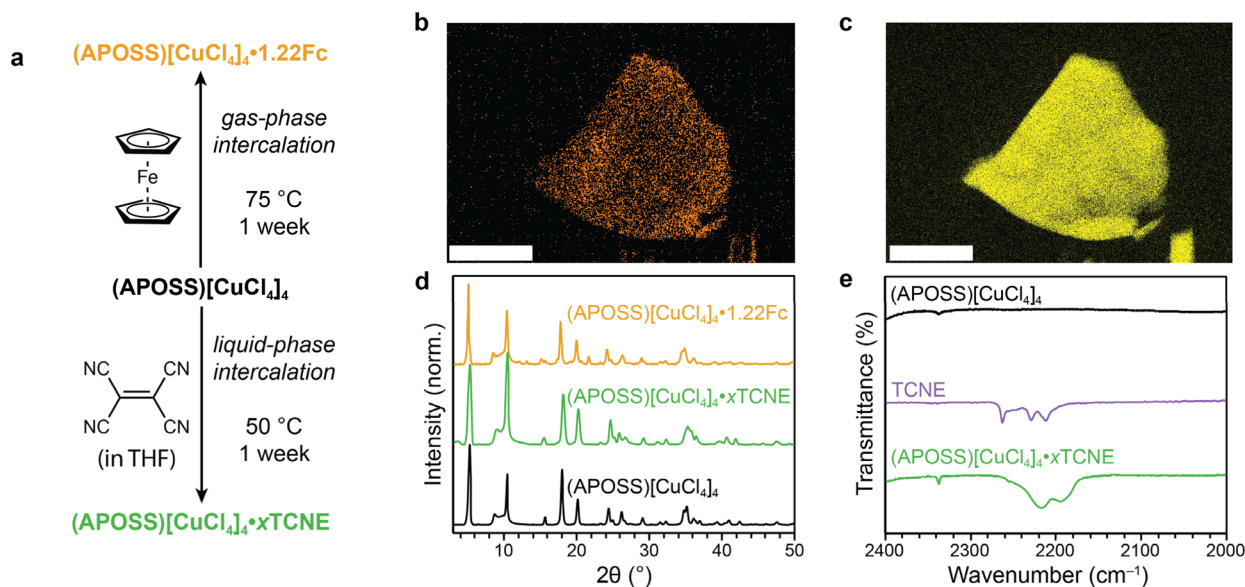 a
(APOSS)[CuCl₄]₄•1.22Fc
gas-phase
intercalation
Fe
75 °C
1 week
(APOSS)[CuCl₄]₄
liquid-phase
intercalation
NC CN
NC CN
(in THF)
50 °C
1 week
(APOSS)[CuCl₄]₄•xTCNE
b
c
d
Intensity (norm.)
(APOSS)[CuCl₄]₄•1.22Fc
(APOSS)[CuCl₄]₄•xTCNE
(APOSS)[CuCl₄]₄
10 20 30 40 50
2θ (°)
e
Transmittance (%)
(APOSS)[CuCl₄]₄
TCNE
(APOSS)[CuCl₄]₄•xTCNE
2400 2300 2200 2100 2000
Wavenumber (cm⁻¹)